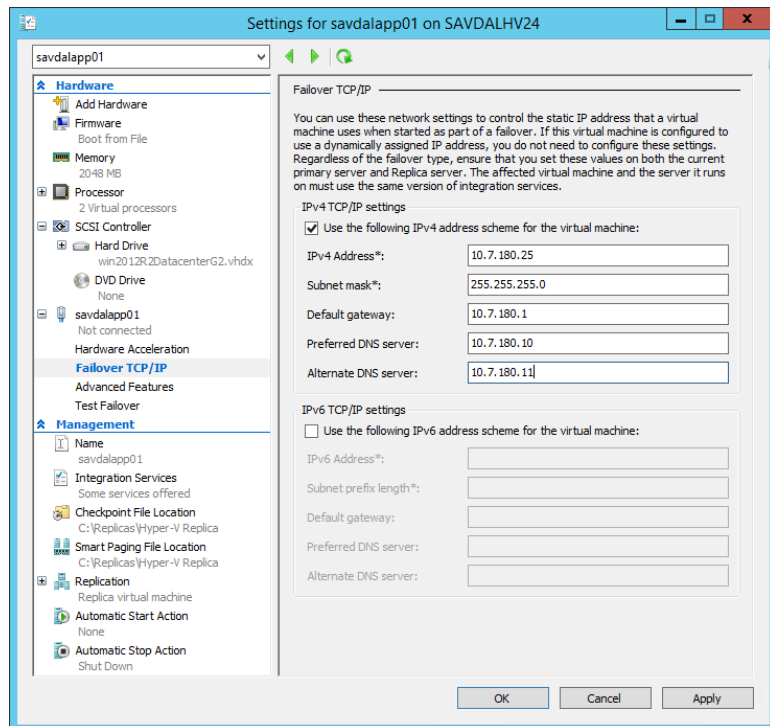 Settings for savdalapp01 on SAVDALHV24
savdalapp01
Hardware
Add Hardware
Firmware
Boot from File
Memory
2048 MB
Processor
2 Virtual processors
SCSI Controller
Hard Drive
win2012R2DatacenterG2.vhdx
DVD Drive
None
savdalapp01
Not connected
Hardware Acceleration
Failover TCP/IP
Advanced Features
Test Failover
Management
Name
savdalapp01
Integration Services
Some services offered
Checkpoint File Location
C:\Replicas\Hyper-V Replica
Smart Paging File Location
C:\Replicas\Hyper-V Replica
Replication
Replica virtual machine
Automatic Start Action
None
Automatic Stop Action
Shut Down
Failover TCP/IP
You can use these network settings to control the static IP address that a virtual
machine uses when started as part of a failover. If this virtual machine is configured to
use a dynamically assigned IP address, you do not need to configure these settings.
Regardless of the failover type, ensure that you set these values on both the current
primary server and Replica server. The affected virtual machine and the server it runs
on must use the same version of integration services.
IPv4 TCP/IP settings
Use the following IPv4 address scheme for the virtual machine:
IPv4 Address*: 10.7.180.25
Subnet mask*: 255.255.255.0
Default gateway: 10.7.180.1
Preferred DNS server: 10.7.180.10
Alternate DNS server: 10.7.180.11
IPv6 TCP/IP settings
Use the following IPv6 address scheme for the virtual machine:
IPv6 Address*:
Subnet prefix length*:
Default gateway:
Preferred DNS server:
Alternate DNS server:
OK Cancel Apply